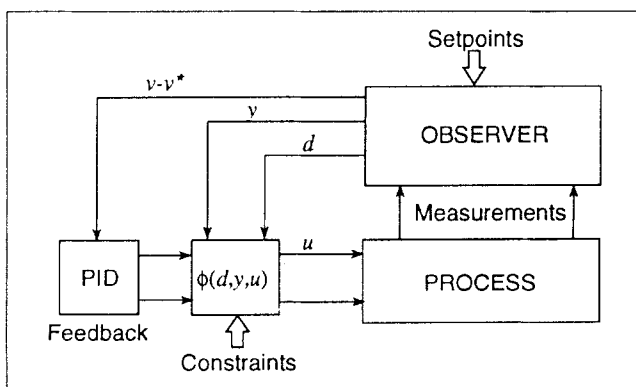 Setpoints
v-v*
y
OBSERVER
d
Measurements
u
PID
ϕ(d,y,u)
PROCESS
Feedback
Constraints